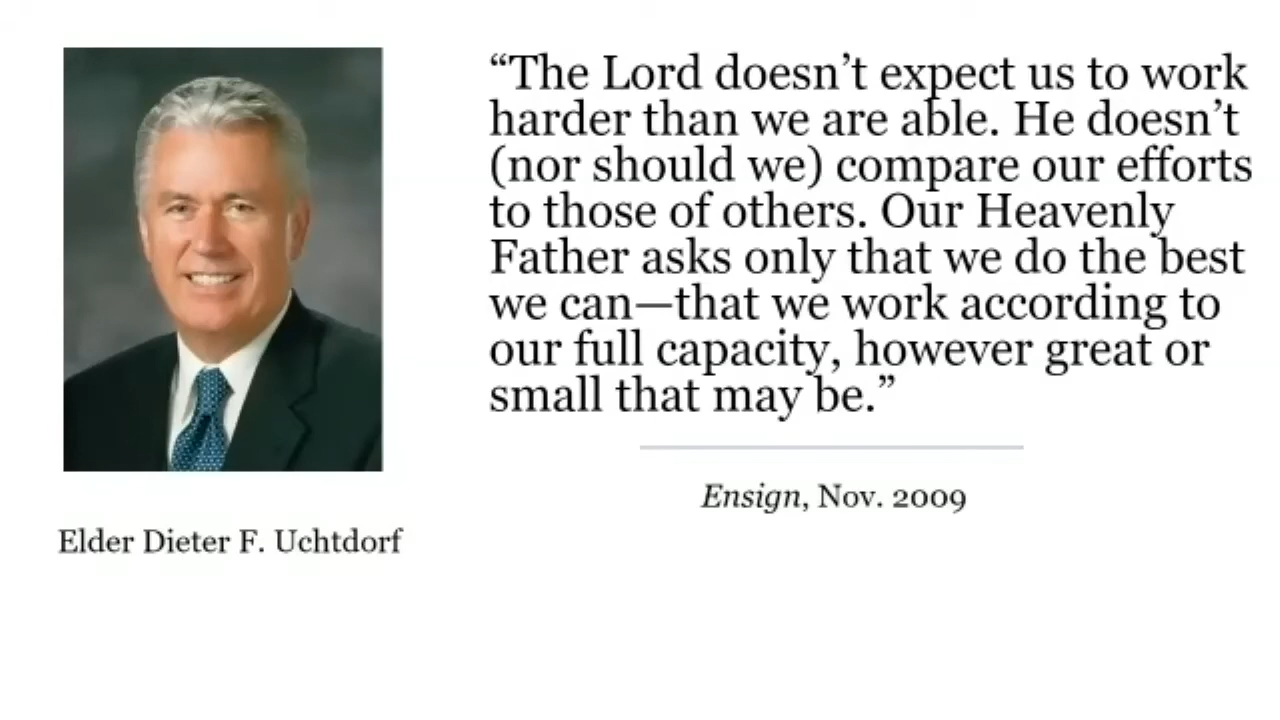 “The Lord doesn’t expect us to work
harder than we are able. He doesn’t
(nor should we) compare our efforts
to those of others. Our Heavenly
Father asks only that we do the best
we can—that we work according to
our full capacity, however great or
small that may be.”
Ensign, Nov. 2009
Elder Dieter F. Uchtdorf